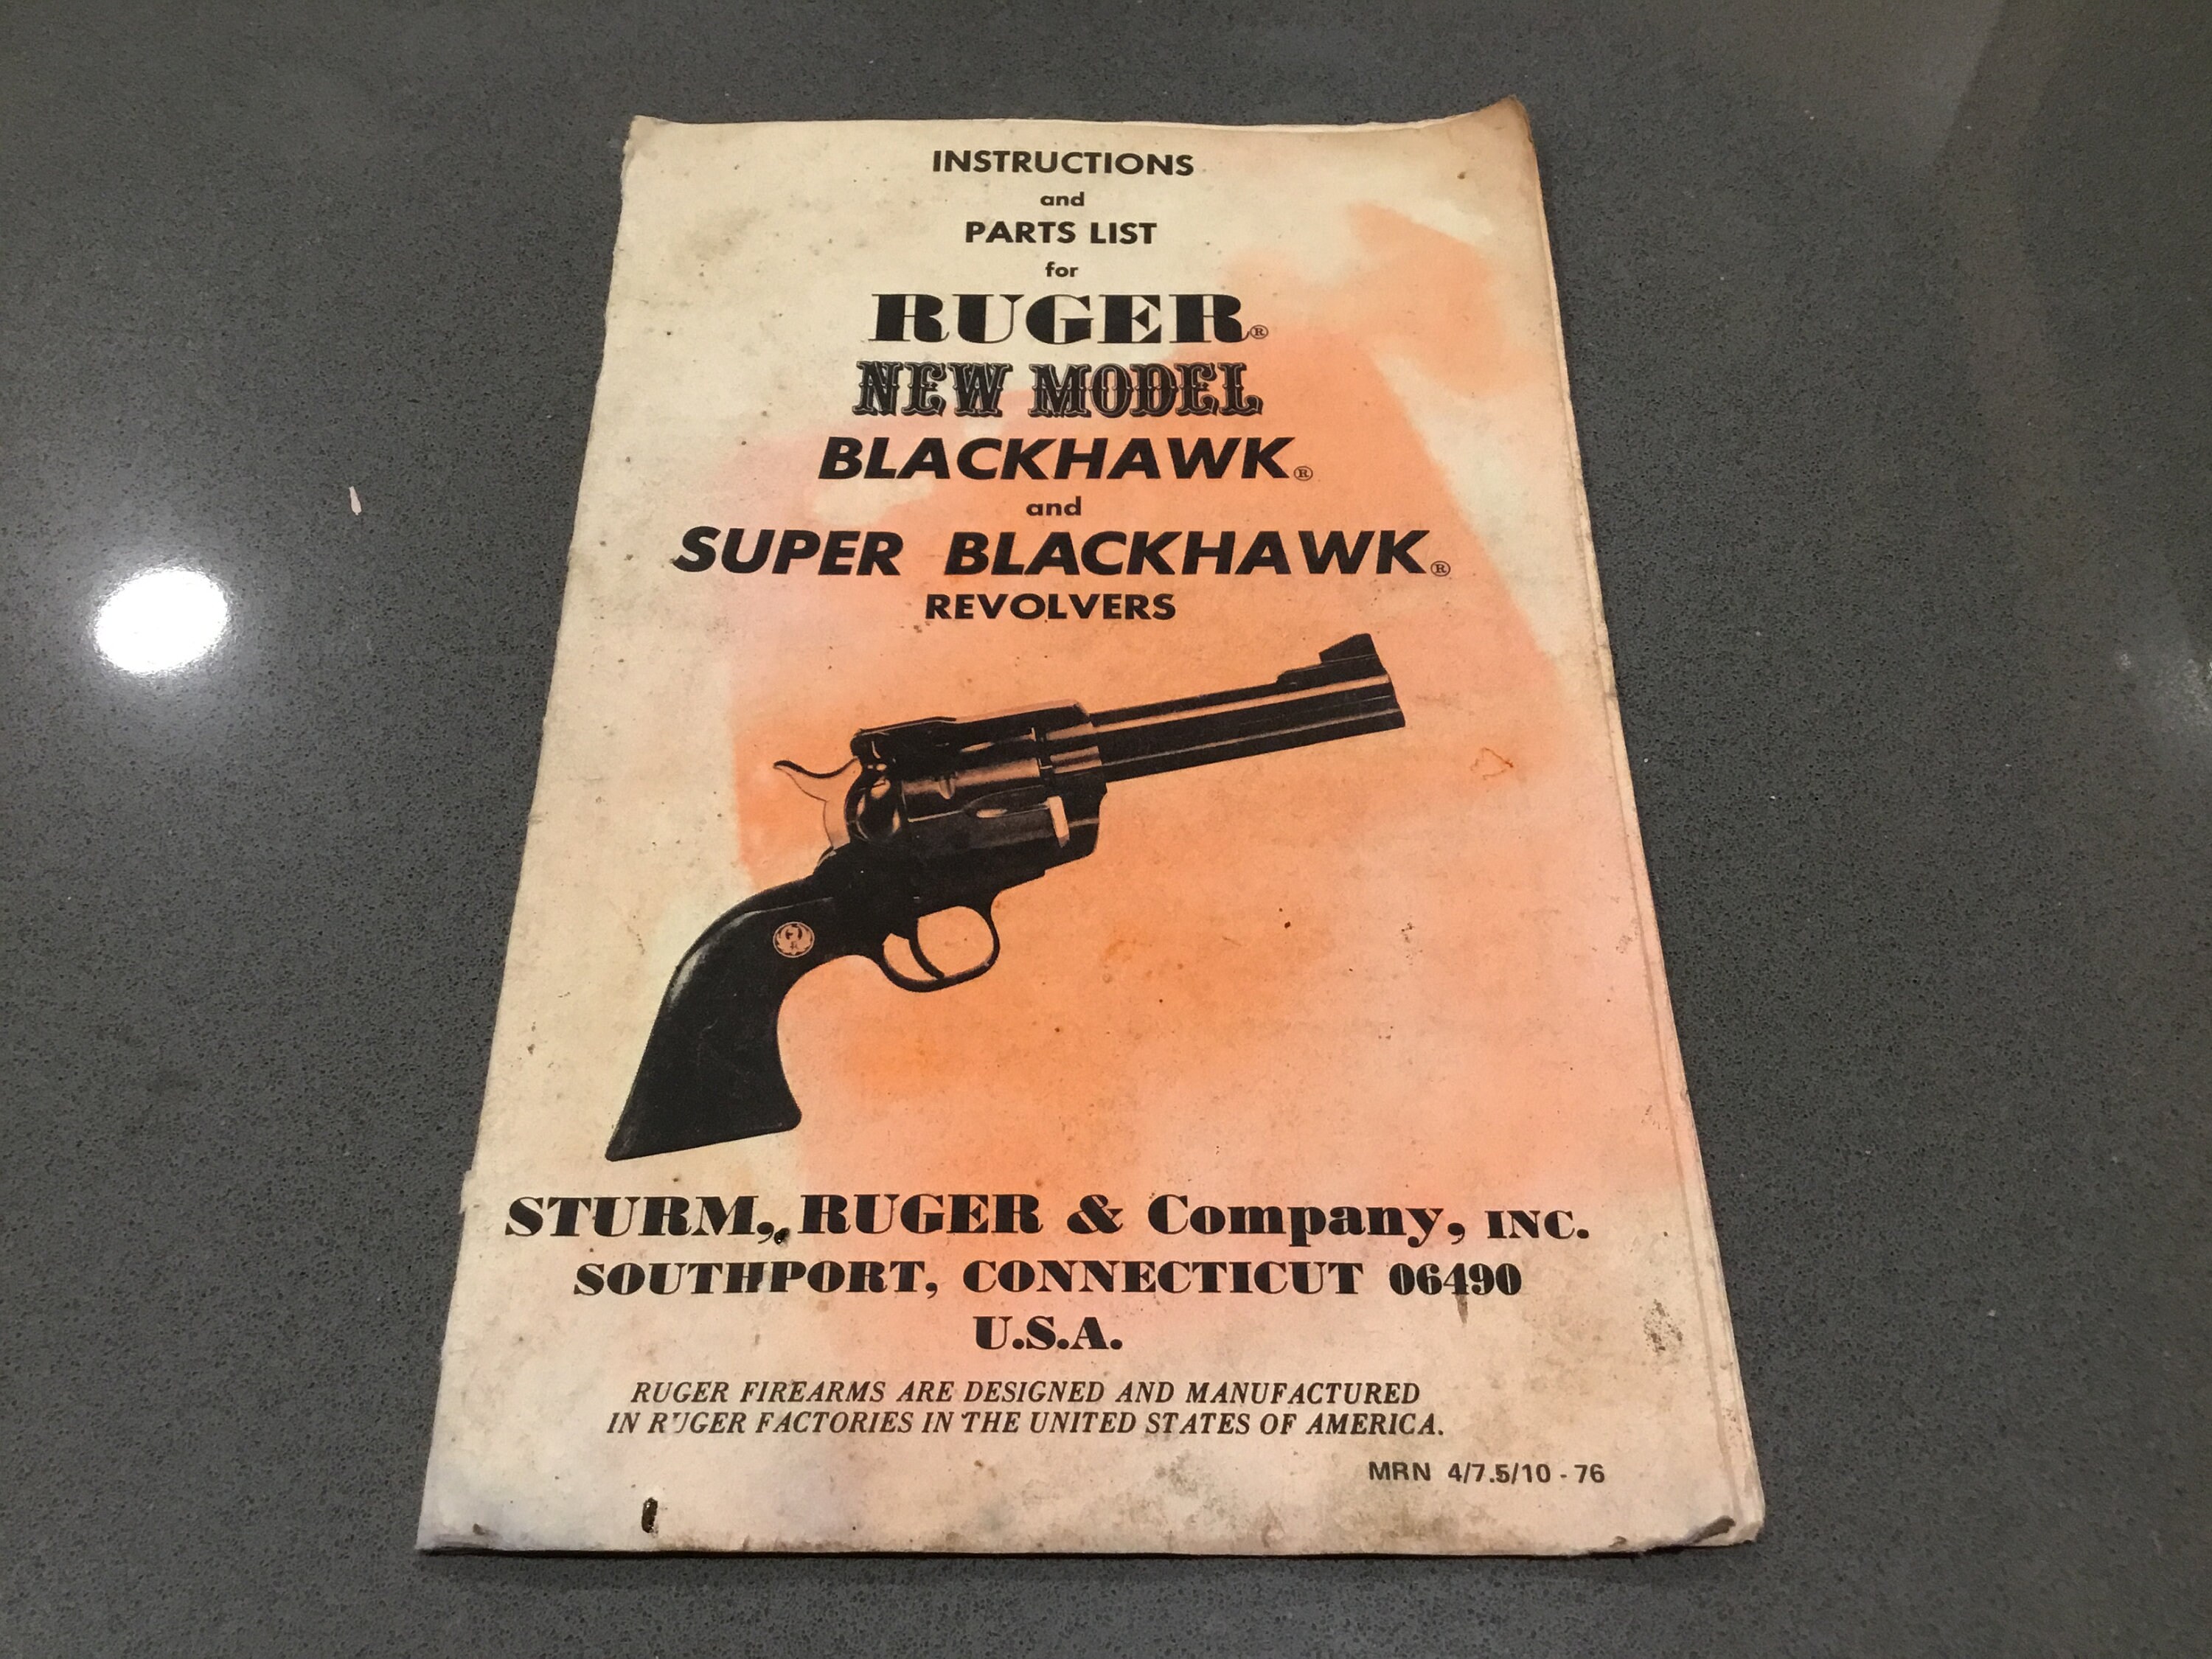 INSTRUCTIONS
and
PARTS LIST
for
RUGER®
NEW MODEL
BLACKHAWK®
and
SUPER BLACKHAWK®
REVOLVERS
STURM, RUGER & Company, INC.
SOUTHPORT, CONNECTICUT 06490
U.S.A.
RUGER FIREARMS ARE DESIGNED AND MANUFACTURED
IN RUGER FACTORIES IN THE UNITED STATES OF AMERICA.
MRN 4/7.5/10 - 76